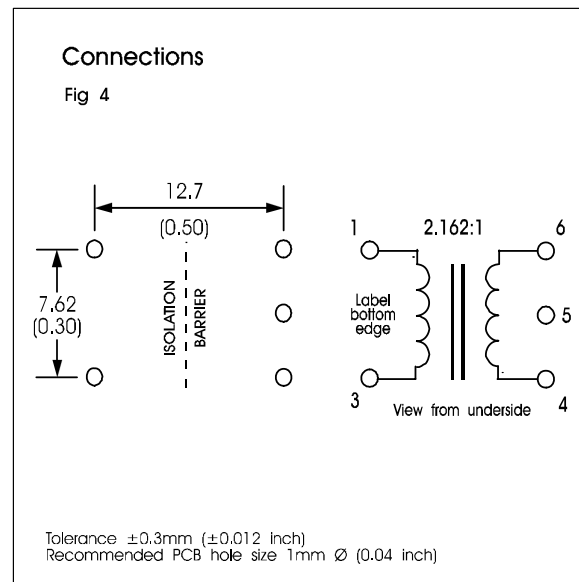 Connections
Fig 4
12.7
(0.50)
7.62
(0.30)
ISOLATION
BARRIER
1
2.162:1
6
Label
bottom
edge
5
3
4
View from underside
Tolerance ±0.3mm (±0.012 inch)
Recommended PCB hole size 1mm Ø (0.04 inch)